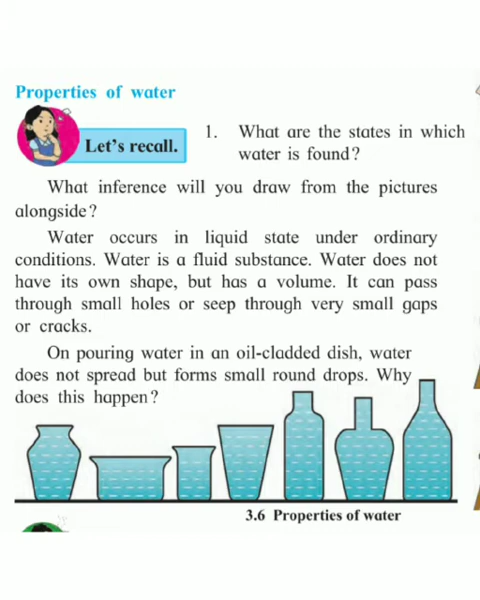 Properties of water
Let's recall.
1. What are the states in which
water is found?
What inference will you draw from the pictures
alongside?
Water occurs in liquid state under ordinary
conditions. Water is a fluid substance. Water does not
have its own shape, but has a volume. It can pass
through small holes or seep through very small gaps
or cracks.
On pouring water in an oil-cladded dish, water
does not spread but forms small round drops. Why
does this happen?
3.6 Properties of water